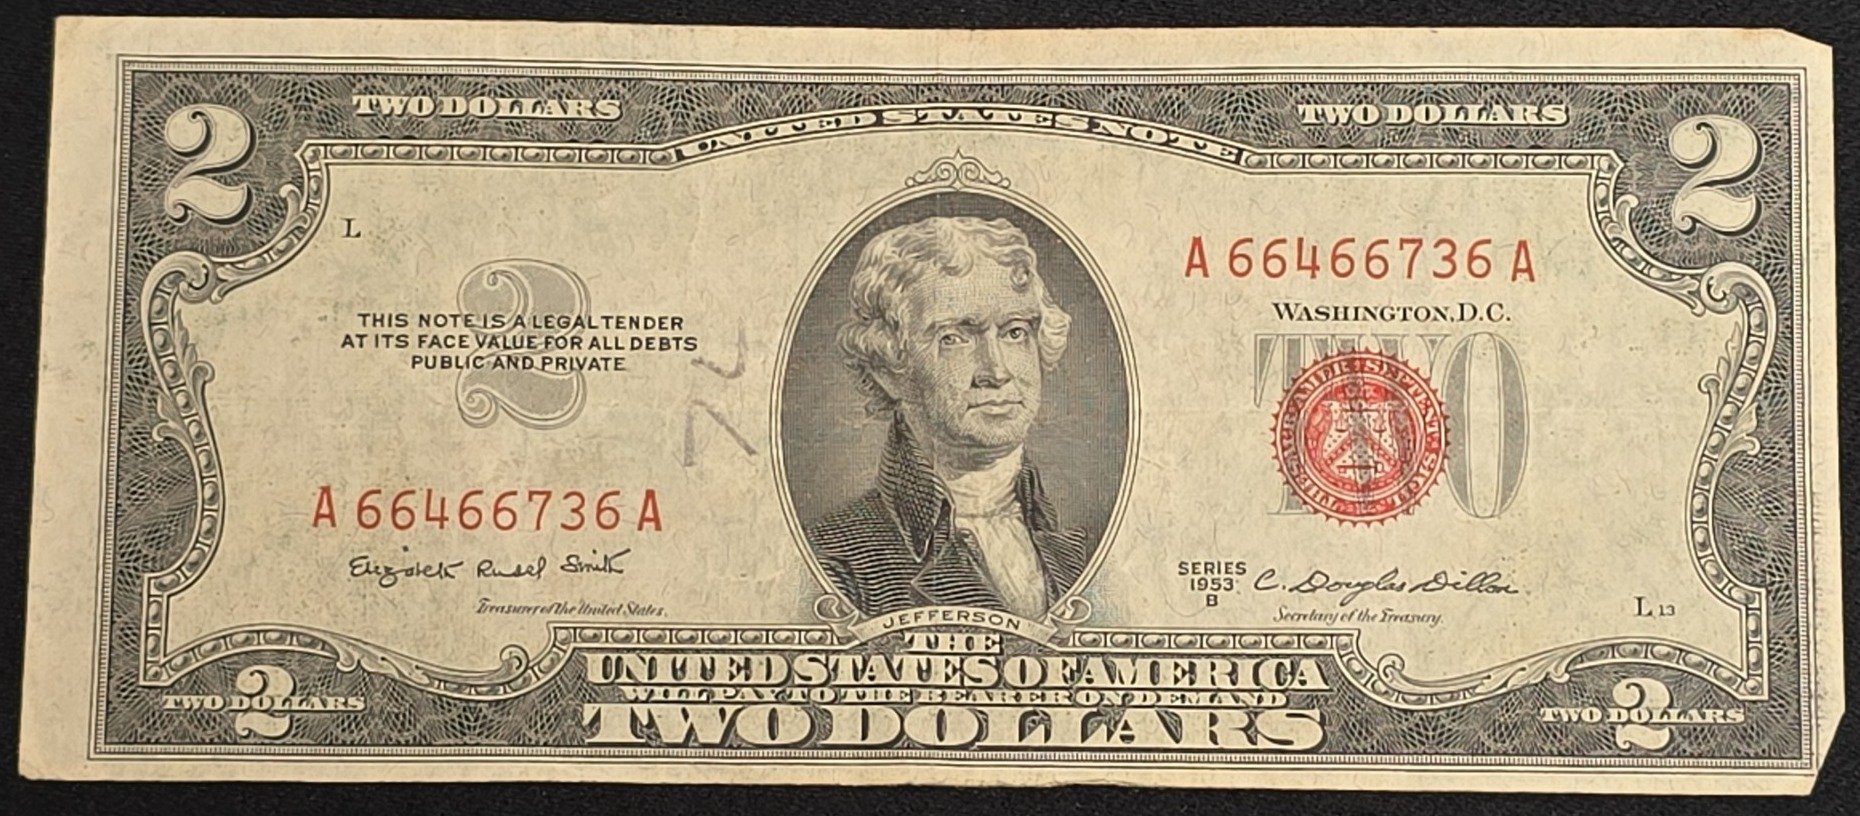 2 TWO DOLLARS UNITED STATES NOTE TWO DOLLARS 2
L
A 66466736 A
WASHINGTON, D.C.
2
THIS NOTE IS A LEGAL TENDER
AT ITS FACE VALUE FOR ALL DEBTS
PUBLIC AND PRIVATE
TWO
A 66466736 A
Elizabeth Rudel Smith
Treasurer of the United States.
SERIES
1953
B
C. Douglas Dillon
Secretary of the Treasury.
L 13
JEFFERSON
THE
UNITED STATES OF AMERICA
WILL PAY TO THE BEARER ON DEMAND
TWO DOLLARS
2
TWO DOLLARS
2
TWO DOLLARS